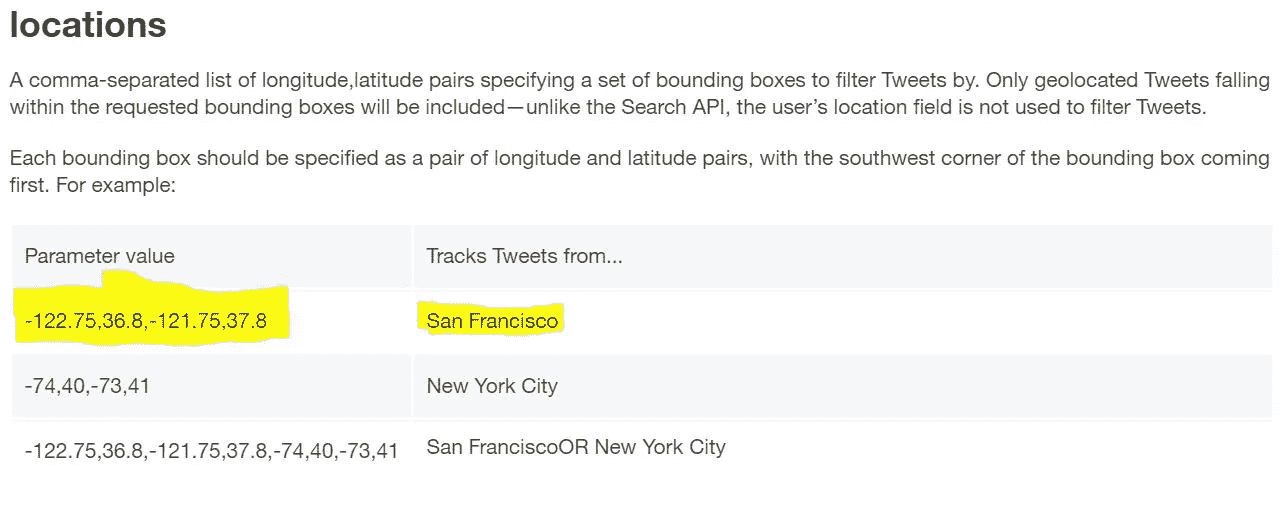 locations
A comma-separated list of longitude,latitude pairs specifying a set of bounding boxes to filter Tweets by. Only geolocated Tweets falling
within the requested bounding boxes will be included—unlike the Search API, the user's location field is not used to filter Tweets.
Each bounding box should be specified as a pair of longitude and latitude pairs, with the southwest corner of the bounding box coming
first. For example:
Parameter value Tracks Tweets from...
-122.75,36.8,-121.75,37.8 San Francisco
-74,40,-73,41 New York City
-122.75,36.8,-121.75,37.8,-74,40,-73,41 San FranciscoOR New York City